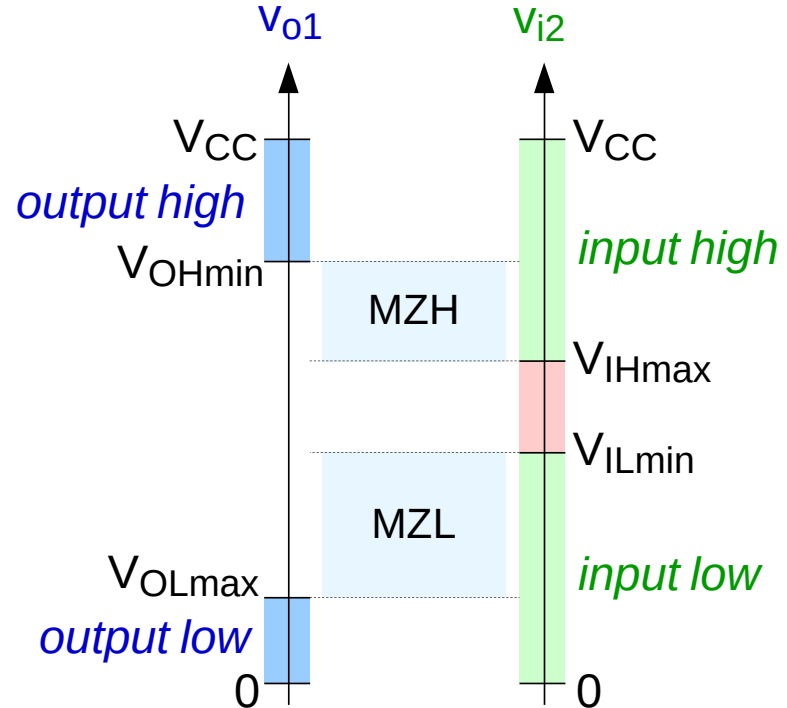 vo1 vi2
VCC VCC
output high
input high
VOHmin
MZH
VIHmax
VILmin
MZL
VOLmax
input low
output low
0 0